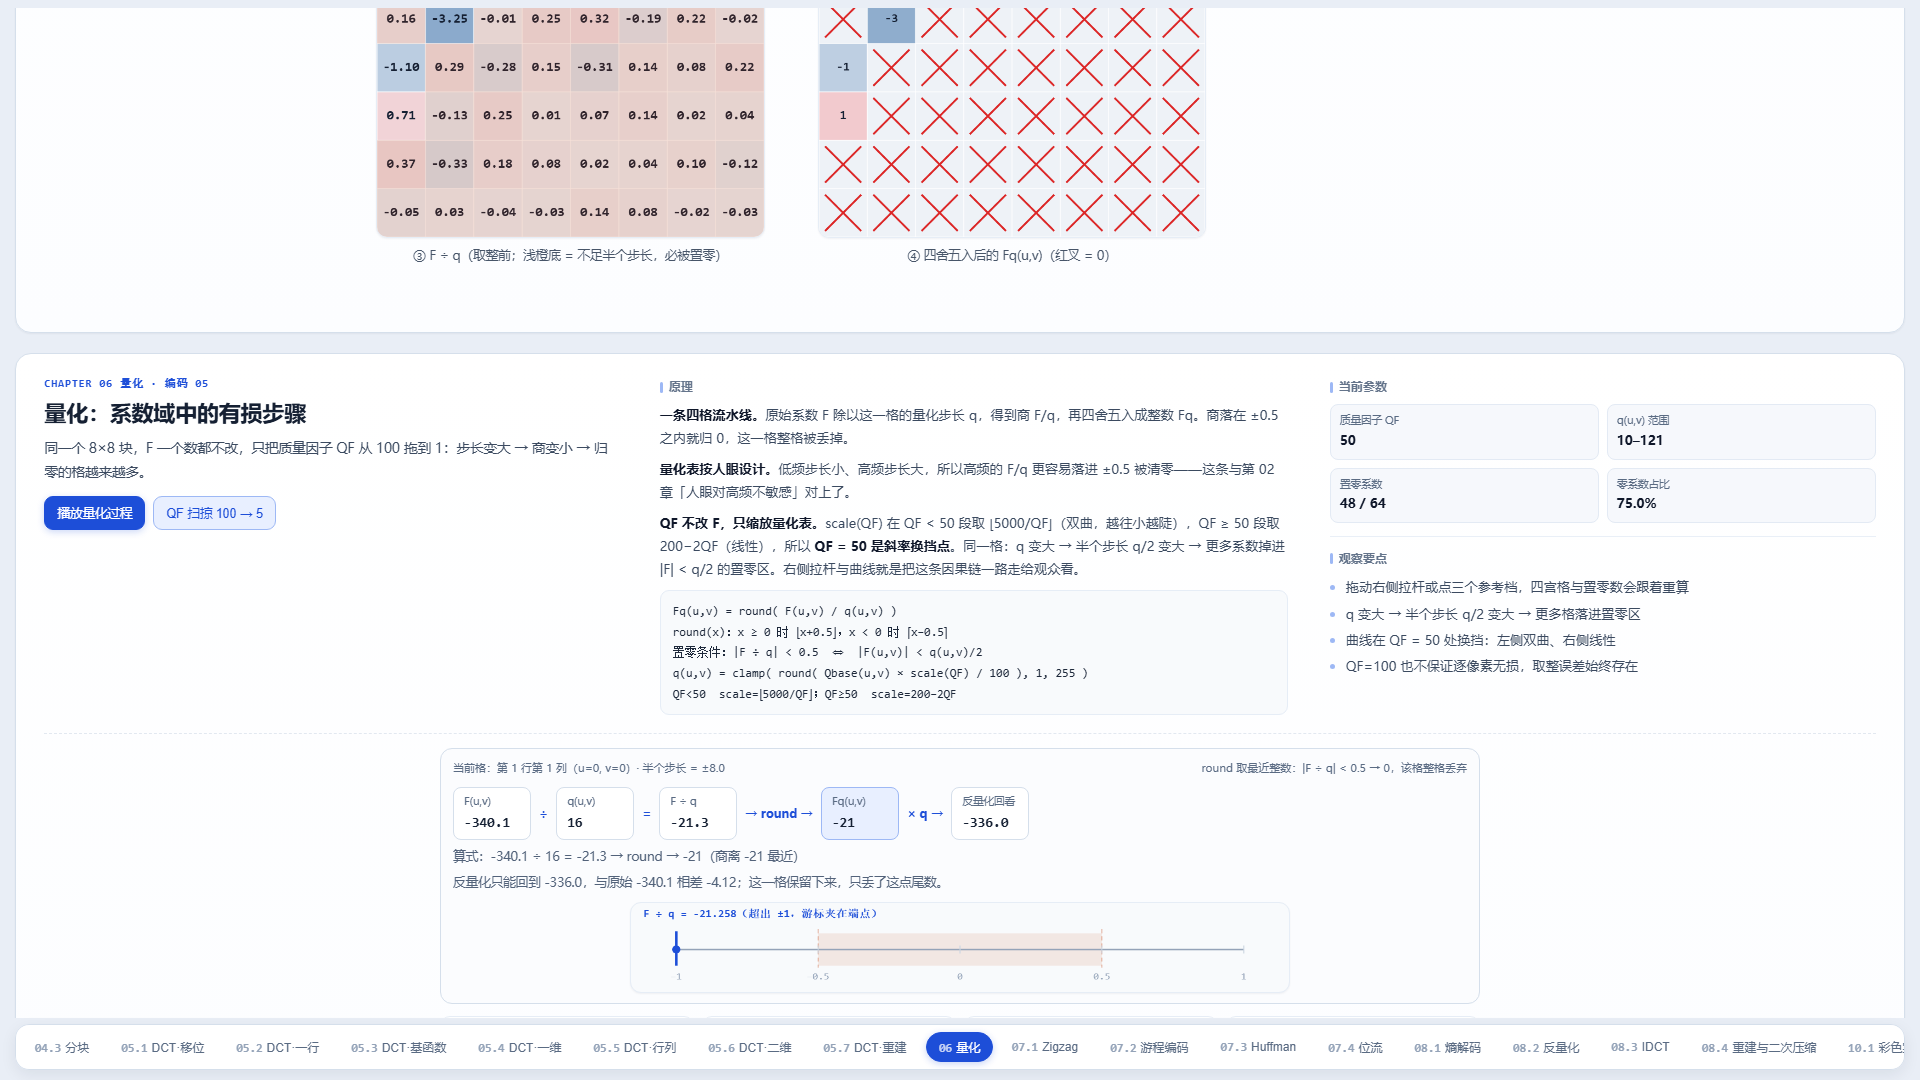 0.16 -3.25 -0.01 0.25 0.32 -0.19 0.22 -0.02
-1.10 0.29 -0.28 0.15 -0.31 0.14 0.08 0.22
0.71 -0.13 0.25 0.01 0.07 0.14 0.02 0.04
0.37 -0.33 0.18 0.08 0.02 0.04 0.10 -0.12
-0.05 0.03 -0.04 -0.03 0.14 0.08 -0.02 -0.03
③ F ÷ q（取整前；浅橙底 = 不足半个步长，必被置零）
-3
-1
1
④ 四舍五入后的 Fq(u,v)（红叉 = 0）
CHAPTER 06 量化 · 编码 05
量化：系数域中的有损步骤
同一个 8×8 块，F 一个数都不改，只把质量因子 QF 从 100 拖到 1：步长变大 → 商变小 → 归
零的格越来越多。
播放量化过程
QF 扫掠 100 → 5
原理
一条四格流水线。原始系数 F 除以这一格的量化步长 q，得到商 F/q，再四舍五入成整数 Fq。商落在 ±0.5
之内就归 0，这一格整格被丢掉。
量化表按人眼设计。低频步长小、高频步长大，所以高频的 F/q 更容易落进 ±0.5 被清零——这条与第 02
章「人眼对高频不敏感」对上了。
QF 不改 F，只缩放量化表。scale(QF) 在 QF < 50 段取 ⌊5000/QF⌋（双曲，越往小越陡），QF ≥ 50 段取
200−2QF（线性），所以 QF = 50 是斜率换挡点。同一格：q 变大 → 半个步长 q/2 变大 → 更多系数掉进
|F| < q/2 的置零区。右侧拉杆与曲线就是把这条因果链一路走给观众看。
Fq(u,v) = round( F(u,v) / q(u,v) )
round(x)：x ≥ 0 时 ⌊x+0.5⌋，x < 0 时 ⌈x−0.5⌉
置零条件：|F ÷ q| < 0.5 ⇔ |F(u,v)| < q(u,v)/2
q(u,v) = clamp( round( Qbase(u,v) × scale(QF) / 100 ), 1, 255 )
QF<50 scale=⌊5000/QF⌋；QF≥50 scale=200−2QF
当前参数
质量因子 QF
50
q(u,v) 范围
10–121
置零系数
48 / 64
零系数占比
75.0%
观察要点
拖动右侧拉杆或点三个参考档，四宫格与置零数会跟着重算
q 变大 → 半个步长 q/2 变大 → 更多格落进置零区
曲线在 QF = 50 处换挡：左侧双曲、右侧线性
QF=100 也不保证逐像素无损，取整误差始终存在
当前格：第 1 行第 1 列（u=0, v=0）· 半个步长 = ±8.0
round 取最近整数：|F ÷ q| < 0.5 → 0，该格整格丢弃
F(u,v)
-340.1
÷
q(u,v)
16
=
F ÷ q
-21.3
→ round →
Fq(u,v)
-21
× q →
反量化回看
-336.0
算式：-340.1 ÷ 16 = -21.3 → round → -21（商离 -21 最近）
反量化只能回到 -336.0，与原始 -340.1 相差 -4.12；这一格保留下来，只丢了这点尾数。
F ÷ q = -21.258（超出 ±1，游标夹在端点）
-1 -0.5 0 0.5 1
04.3 分块
05.1 DCT·移位
05.2 DCT·一行
05.3 DCT·基函数
05.4 DCT·一维
05.5 DCT·行列
05.6 DCT·二维
05.7 DCT·重建
06 量化
07.1 Zigzag
07.2 游程编码
07.3 Huffman
07.4 位流
08.1 熵解码
08.2 反量化
08.3 IDCT
08.4 重建与二次压缩
10.1 彩色